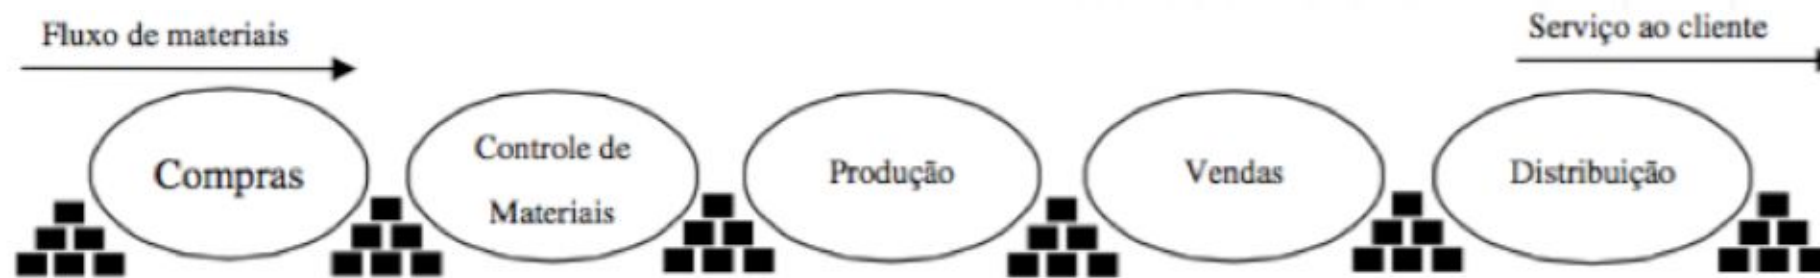 Fluxo de materiais
Serviço ao cliente
Compras
Controle de
Materiais
Produção
Vendas
Distribuição